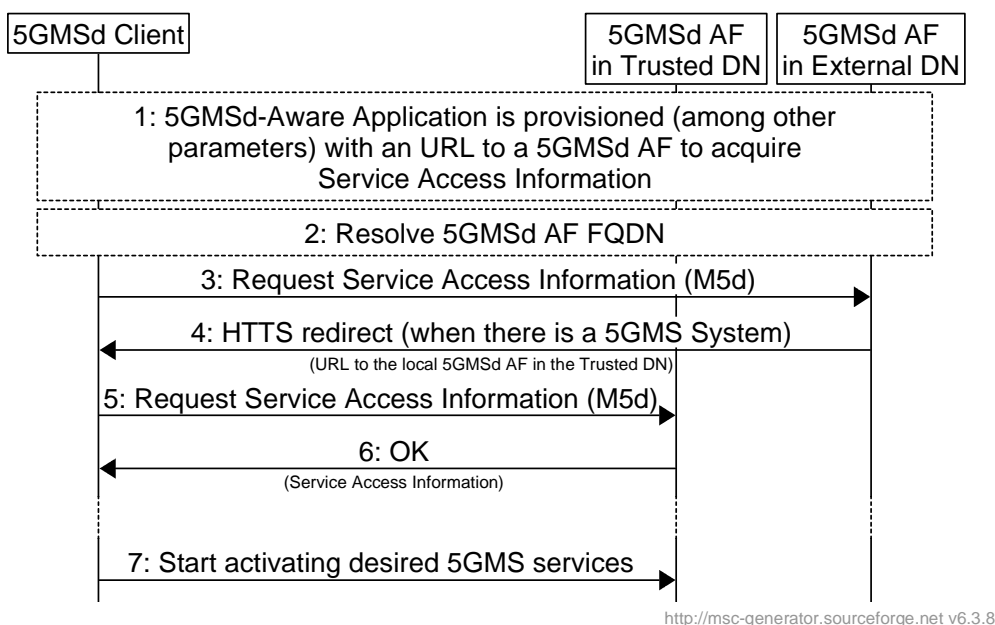 5GMSd Client
5GMSd AF
in Trusted DN
5GMSd AF
in External DN
1: 5GMSd-Aware Application is provisioned (among other
parameters) with an URL to a 5GMSd AF to acquire
Service Access Information
2: Resolve 5GMSd AF FQDN
3: Request Service Access Information (M5d)
4: HTTS redirect (when there is a 5GMS System)
(URL to the local 5GMSd AF in the Trusted DN)
5: Request Service Access Information (M5d)
6: OK
(Service Access Information)
7: Start activating desired 5GMS services
http://msc-generator.sourceforge.net v6.3.8